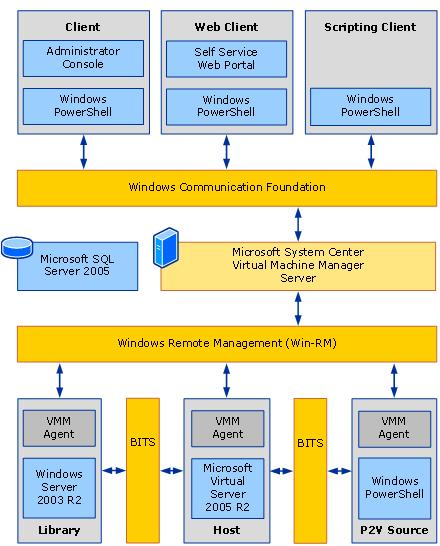 Client
Web Client
Scripting Client
Administrator
Console
Self Service
Web Portal
Windows
PowerShell
Windows
PowerShell
Windows
PowerShell
Windows Communication Foundation
Microsoft SQL
Server 2005
Microsoft System Center
Virtual Machine Manager
Server
Windows Remote Management (Win-RM)
VMM
Agent
Windows
Server
2003 R2
Library
BITS
VMM
Agent
Microsoft
Virtual
Server
2005 R2
Host
BITS
VMM
Agent
Windows
PowerShell
P2V Source